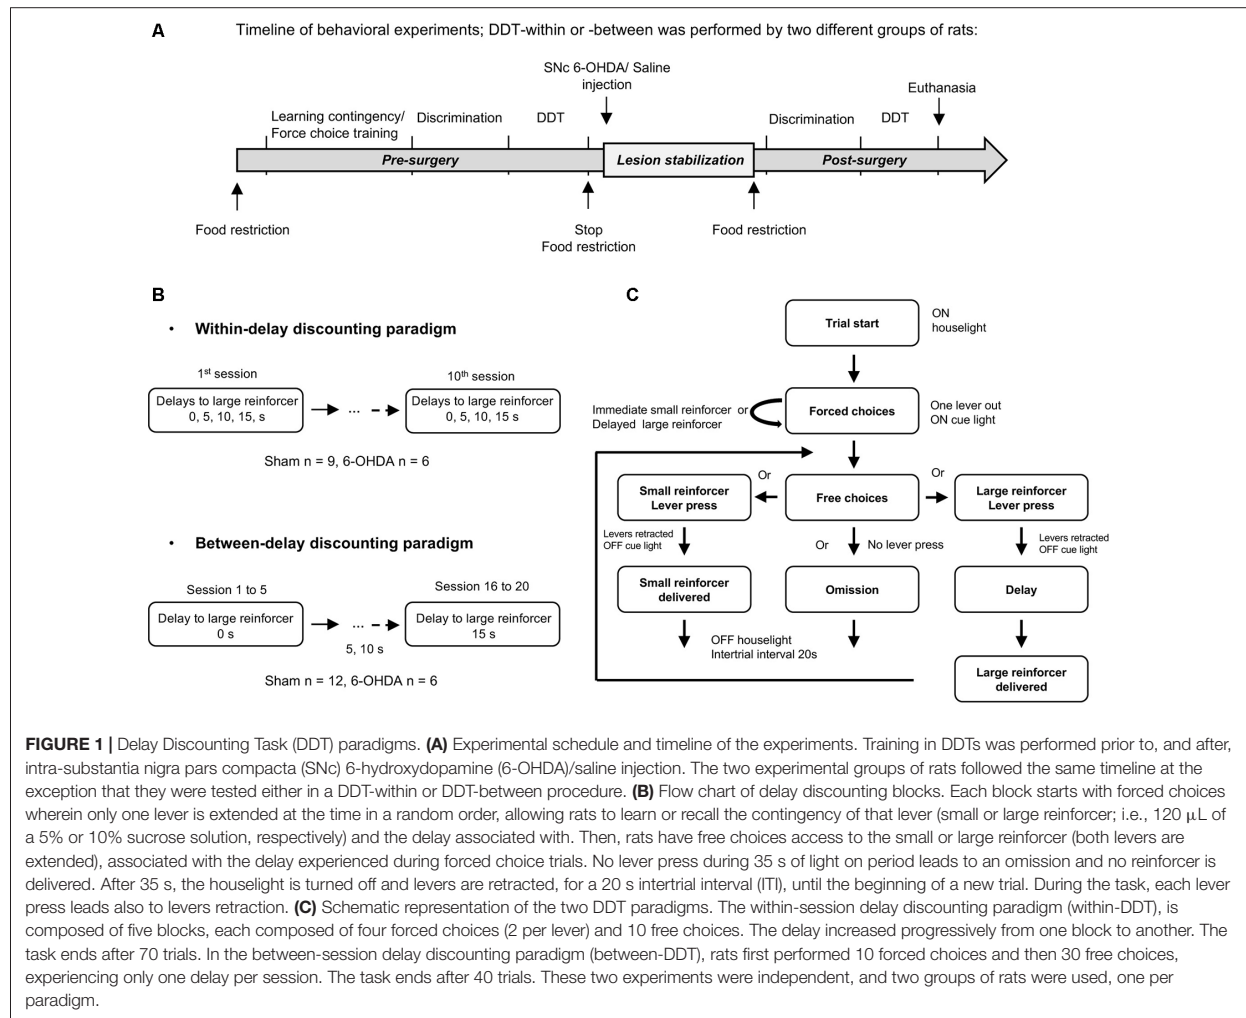 A
Timeline of behavioral experiments; DDT-within or -between was performed by two different groups of rats:
SNc 6-OHDA/ Saline
injection
Euthanasia
Learning contingency/
Force choice training
Discrimination
DDT
Discrimination
DDT
Pre-surgery
Lesion stabilization
Post-surgery
Food restriction
Stop
Food restriction
Food restriction
B
• Within-delay discounting paradigm
1st session
10th session
Delays to large reinforcer
0, 5, 10, 15, s
...
Delays to large reinforcer
0, 5, 10, 15 s
Sham n = 9, 6-OHDA n = 6
• Between-delay discounting paradigm
Session 1 to 5
Session 16 to 20
Delay to large reinforcer
0 s
...
5, 10 s
Delay to large reinforcer
15 s
Sham n = 12, 6-OHDA n = 6
C
Trial start
ON
houselight
Immediate small reinforcer or
Delayed large reinforcer
Forced choices
One lever out
ON cue light
Small reinforcer
Lever press
Or
Free choices
Or
Large reinforcer
Lever press
Levers retracted
OFF cue light
Or
No lever press
Levers retracted
OFF cue light
Small reinforcer
delivered
Omission
Delay
OFF houselight
Intertrial interval 20s
Large reinforcer
delivered
FIGURE 1 | Delay Discounting Task (DDT) paradigms. (A) Experimental schedule and timeline of the experiments. Training in DDTs was performed prior to, and after,
intra-substantia nigra pars compacta (SNc) 6-hydroxydopamine (6-OHDA)/saline injection. The two experimental groups of rats followed the same timeline at the
exception that they were tested either in a DDT-within or DDT-between procedure. (B) Flow chart of delay discounting blocks. Each block starts with forced choices
wherein only one lever is extended at the time in a random order, allowing rats to learn or recall the contingency of that lever (small or large reinforcer; i.e., 120 μL of
a 5% or 10% sucrose solution, respectively) and the delay associated with. Then, rats have free choices access to the small or large reinforcer (both levers are
extended), associated with the delay experienced during forced choice trials. No lever press during 35 s of light on period leads to an omission and no reinforcer is
delivered. After 35 s, the houselight is turned off and levers are retracted, for a 20 s intertrial interval (ITI), until the beginning of a new trial. During the task, each lever
press leads also to levers retraction. (C) Schematic representation of the two DDT paradigms. The within-session delay discounting paradigm (within-DDT), is
composed of five blocks, each composed of four forced choices (2 per lever) and 10 free choices. The delay increased progressively from one block to another. The
task ends after 70 trials. In the between-session delay discounting paradigm (between-DDT), rats first performed 10 forced choices and then 30 free choices,
experiencing only one delay per session. The task ends after 40 trials. These two experiments were independent, and two groups of rats were used, one per
paradigm.